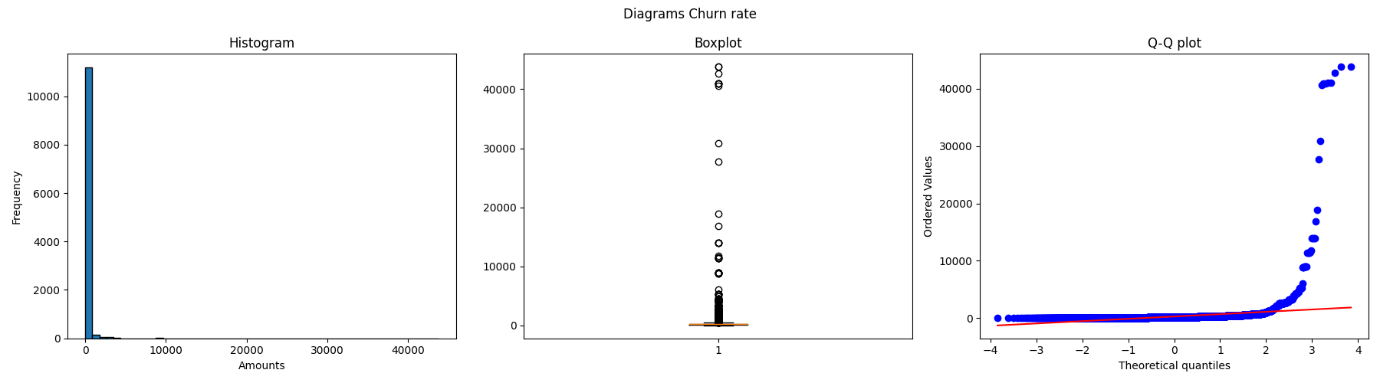 Diagrams Churn rate
Histogram
Frequency
10000
8000
6000
4000
2000
0
0 10000 20000 30000 40000
Amounts
Boxplot
40000
30000
20000
10000
0
1
Q-Q plot
Ordered Values
40000
30000
20000
10000
0
−4 −3 −2 −1 0 1 2 3 4
Theoretical quantiles